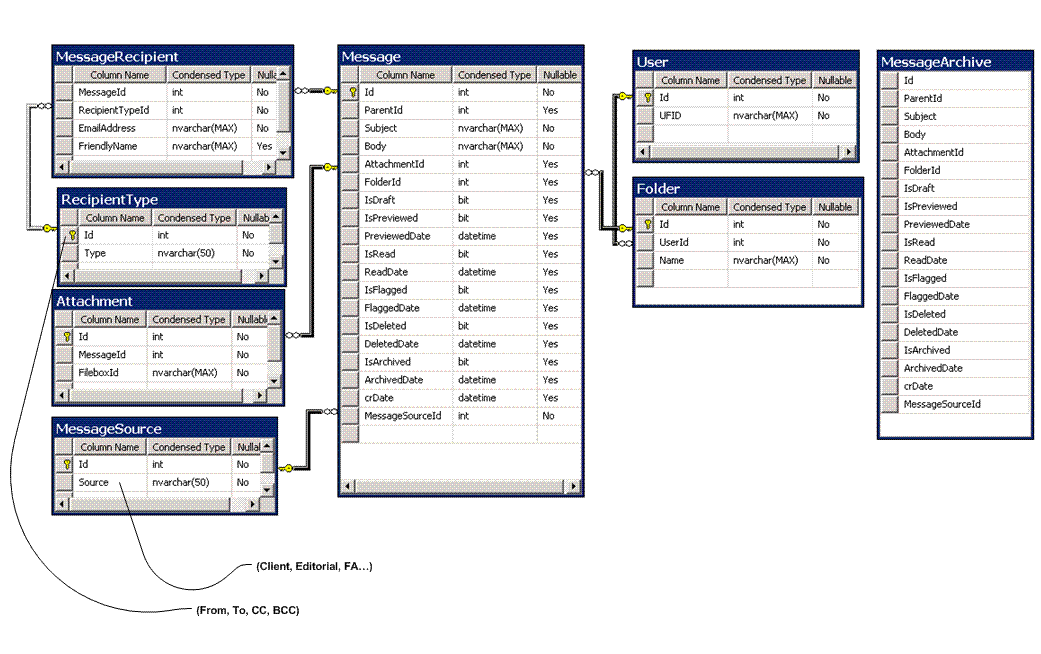 MessageRecipient
Column Name Condensed Type Nulla
MessageId int No
RecipientTypeId int No
EmailAddress nvarchar(MAX) No
FriendlyName nvarchar(MAX) Yes
RecipientType
Column Name Condensed Type Nullab
Id int No
Type nvarchar(50) No
Attachment
Column Name Condensed Type Nullabl
Id int No
MessageId int No
FileboxId nvarchar(MAX) No
MessageSource
Column Name Condensed Type Nullal
Id int No
Source nvarchar(50) No
Message
Column Name Condensed Type Nullable
Id int No
ParentId int Yes
Subject nvarchar(MAX) No
Body nvarchar(MAX) No
AttachmentId int Yes
FolderId int Yes
IsDraft bit Yes
IsPreviewed bit Yes
PreviewedDate datetime Yes
IsRead bit Yes
ReadDate datetime Yes
IsFlagged bit Yes
FlaggedDate datetime Yes
IsDeleted bit Yes
DeletedDate datetime Yes
IsArchived bit Yes
ArchivedDate datetime Yes
crDate datetime Yes
MessageSourceId int No
User
Column Name Condensed Type Nullable
Id int No
UFID nvarchar(MAX) No
Folder
Column Name Condensed Type Nullable
Id int No
UserId int No
Name nvarchar(MAX) No
MessageArchive
Id
ParentId
Subject
Body
AttachmentId
FolderId
IsDraft
IsPreviewed
PreviewedDate
IsRead
ReadDate
IsFlagged
FlaggedDate
IsDeleted
DeletedDate
IsArchived
ArchivedDate
crDate
MessageSourceId
(Client, Editorial, FA...)
(From, To, CC, BCC)